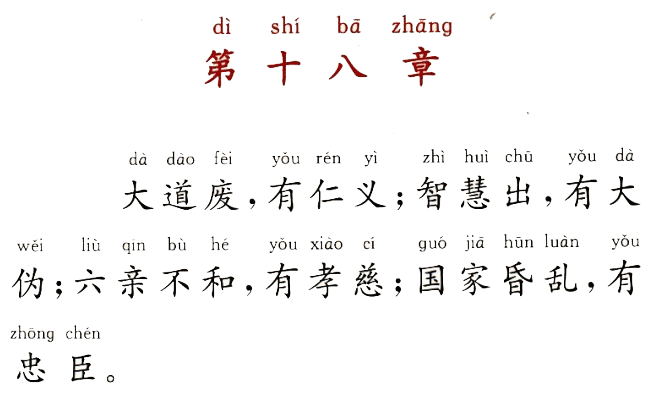 dì shí bā zhāng
第十八章
dà dào fèi yǒu rén yì zhì huì chū yǒu dà
大道废，有仁义；智慧出，有大
wěi liù qīn bù hé yǒu xiào cí guó jiā hūn luàn yǒu
伪；六亲不和，有孝慈；国家昏乱，有
zhōng chén
忠臣。